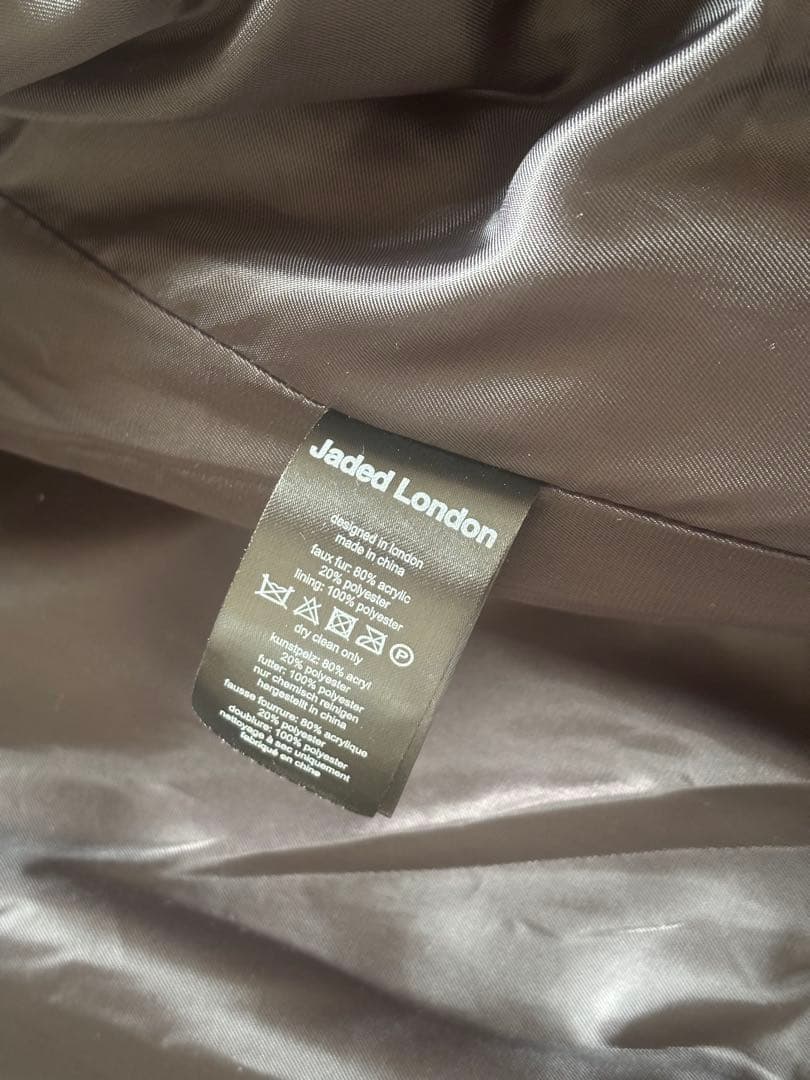 Jaded London
designed in london
made in china
faux fur: 80% acrylic
20% polyester
lining: 100% polyester
P
dry clean only
kunstpelz: 80% acryl
20% polyester
futter: 100% polyester
nur chemisch reinigen
hergestellt in china
fausse fourrure: 80% acrylique
20% polyester
doublure: 100% polyester
nettoyage à sec uniquement
fabriqué en chine